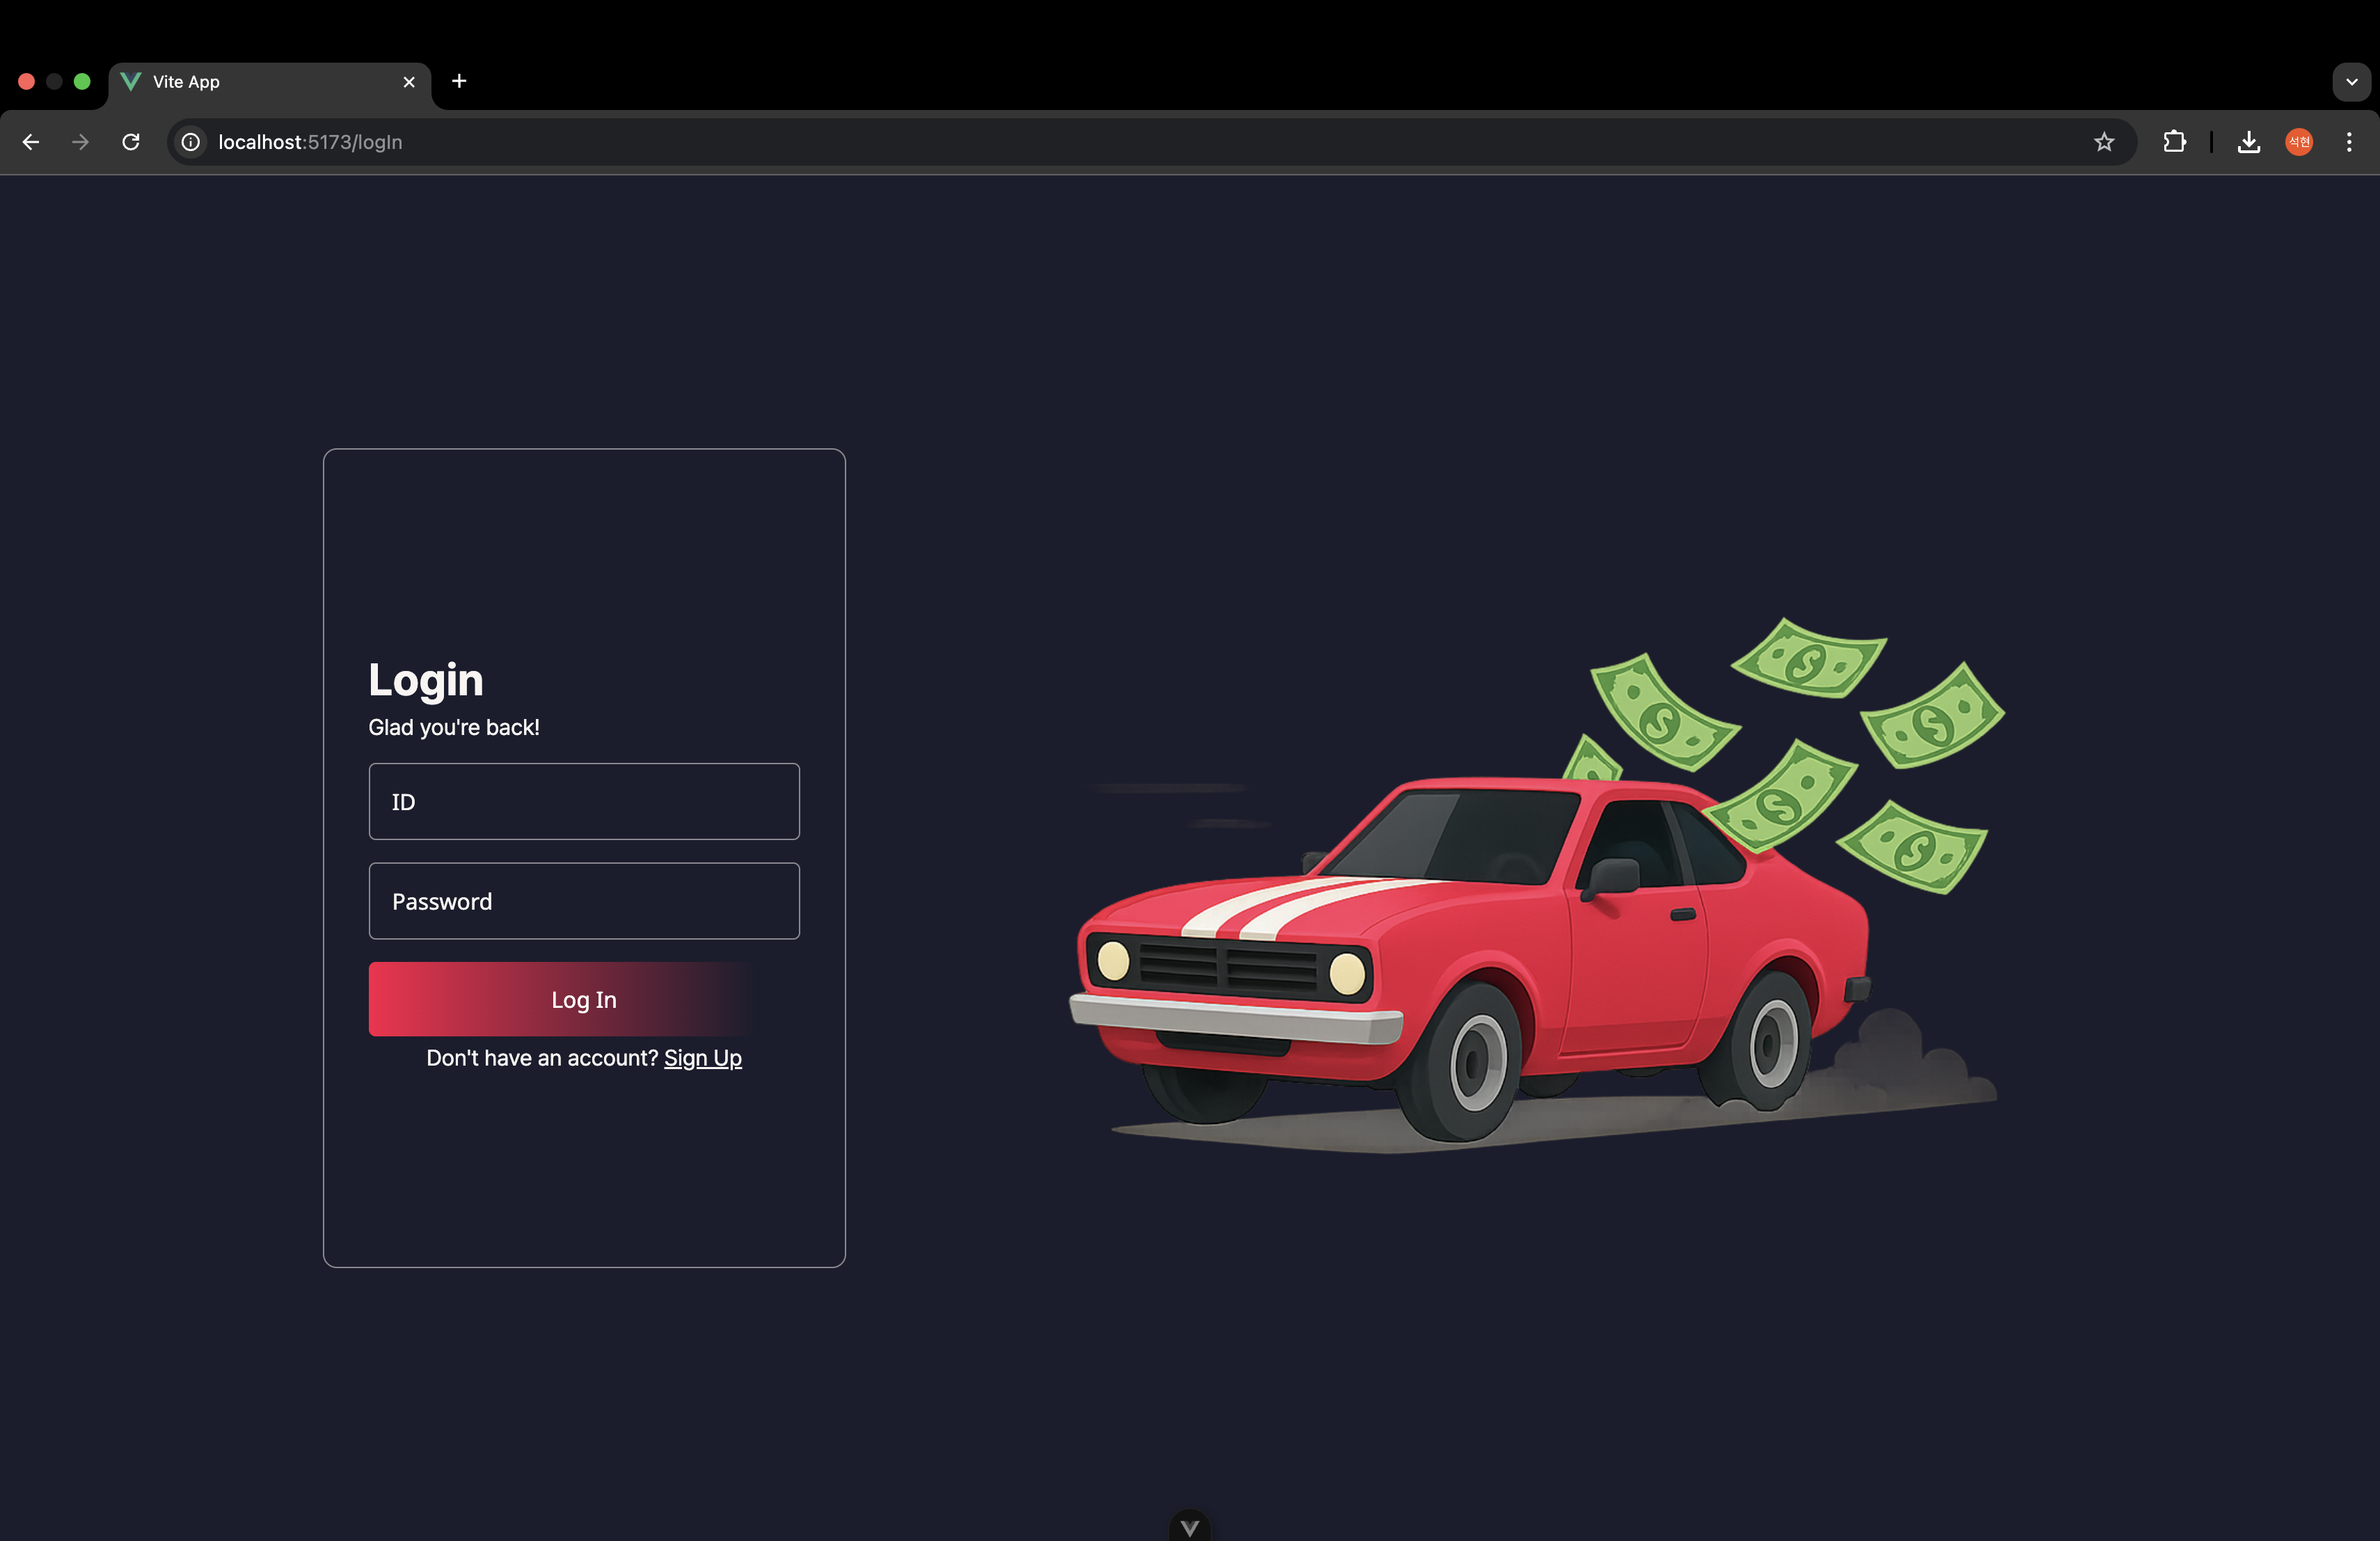 Vite App
localhost:5173/logIn
석현
Login
Glad you're back!
ID
Password
Log In
Don't have an account? Sign Up